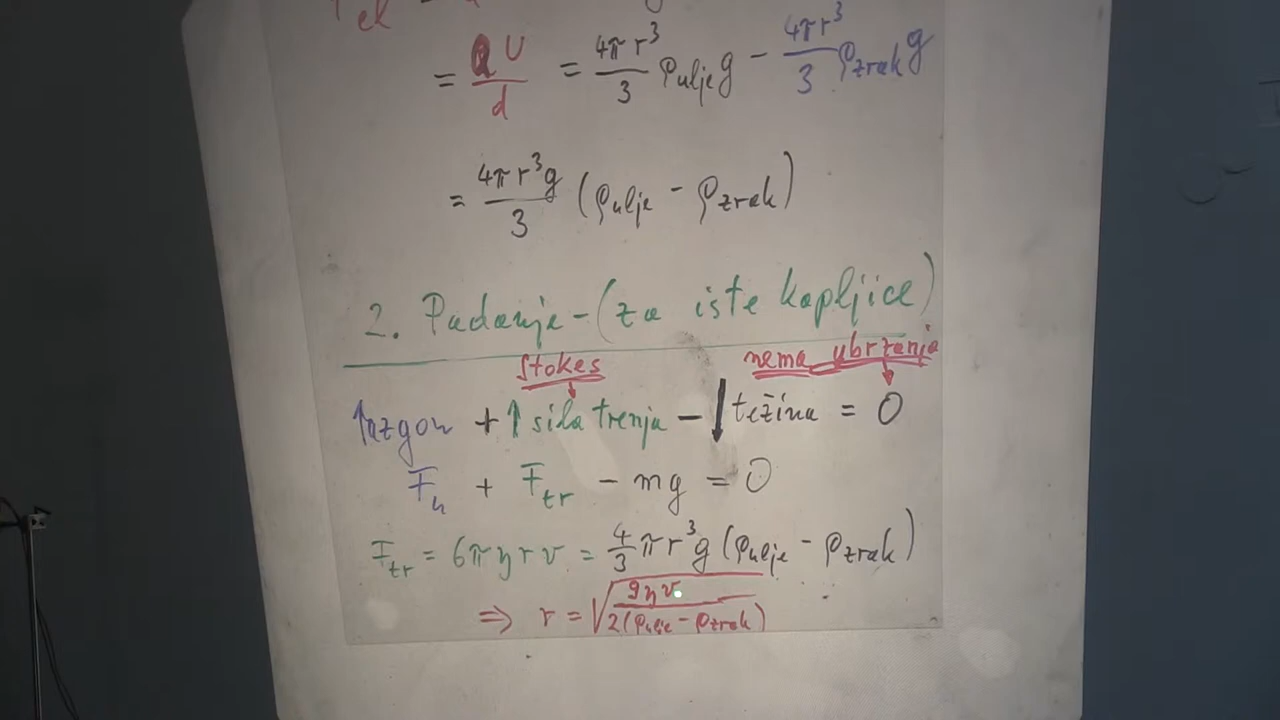 el
= QU/d = 4πr³/3 ρulje g - 4πr³/3 ρzrak g
= 4πr³g/3 (ρulje - ρzrak)
2. Padanje - (za iste kapljice)
Stokes nema ubrzanja
↑uzgon + ↑ sila trenja - ↓ težina = 0
Fu + Ftr - mg = 0
Ftr = 6πηrv = 4/3 πr³g (ρulje - ρzrak)
⇒ r = √(9ηv / 2(ρulje - ρzrak))